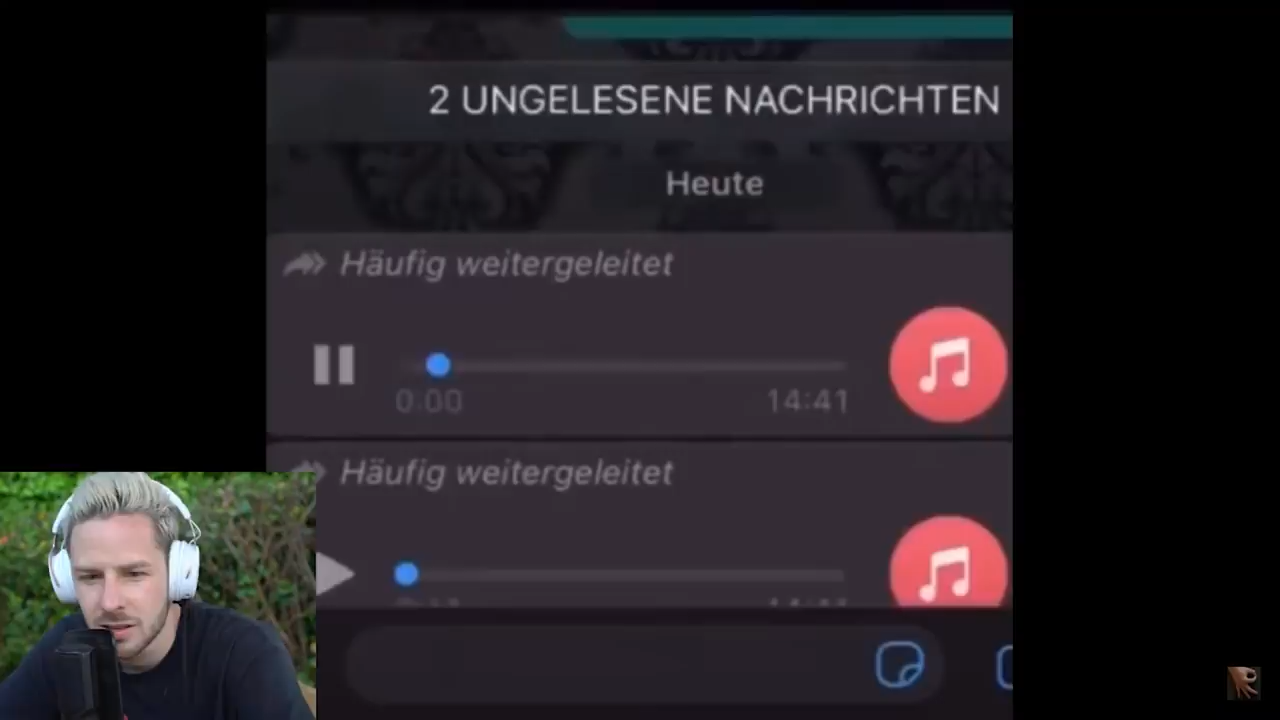 2 UNGELESENE NACHRICHTEN
Heute
Häufig weitergeleitet
0:00 14:41
Häufig weitergeleitet